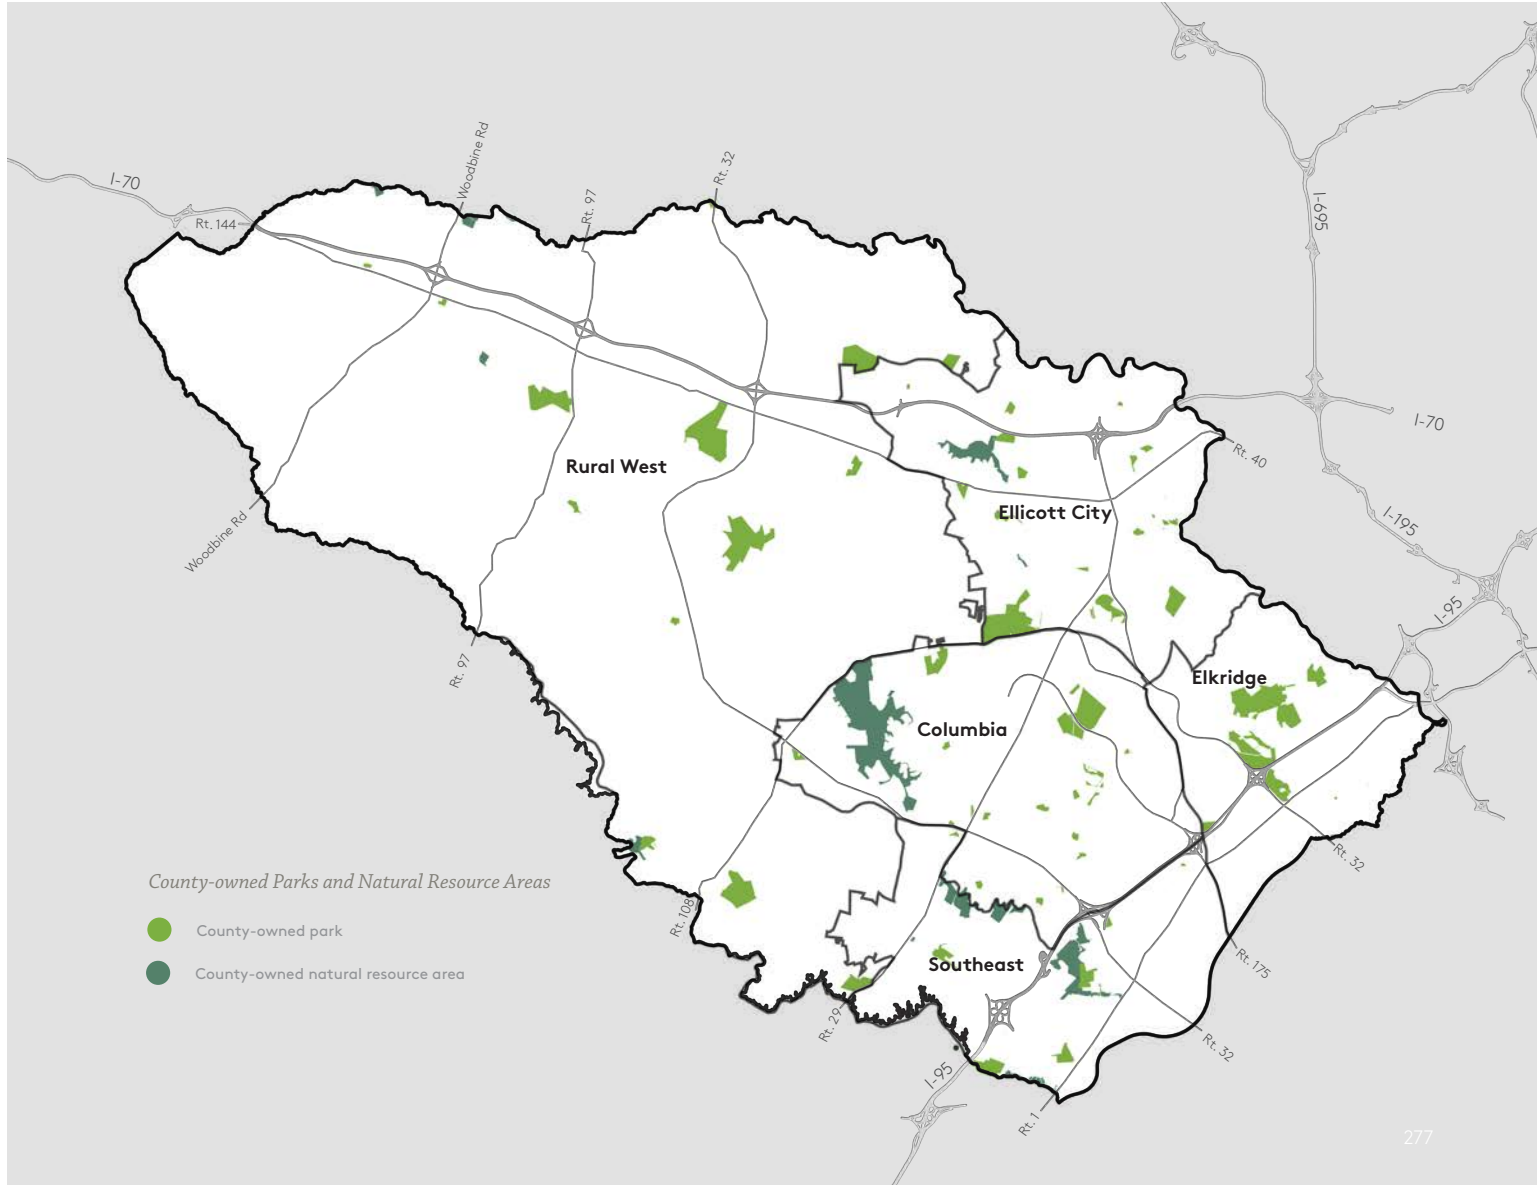 Woodbine Rd
Rt. 32
I-70
Rt. 97
Rt. 144
I-695
I-70
Rt. 40
Rural West
Ellicott City
I-195
Woodbine Rd
I-95
Rt. 97
Elkridge
Columbia
County-owned Parks and Natural Resource Areas
Rt. 32
County-owned park
Rt. 108
County-owned natural resource area
Southeast
Rt. 175
Rt. 29
Rt. 32
I-95
Rt. 1
277